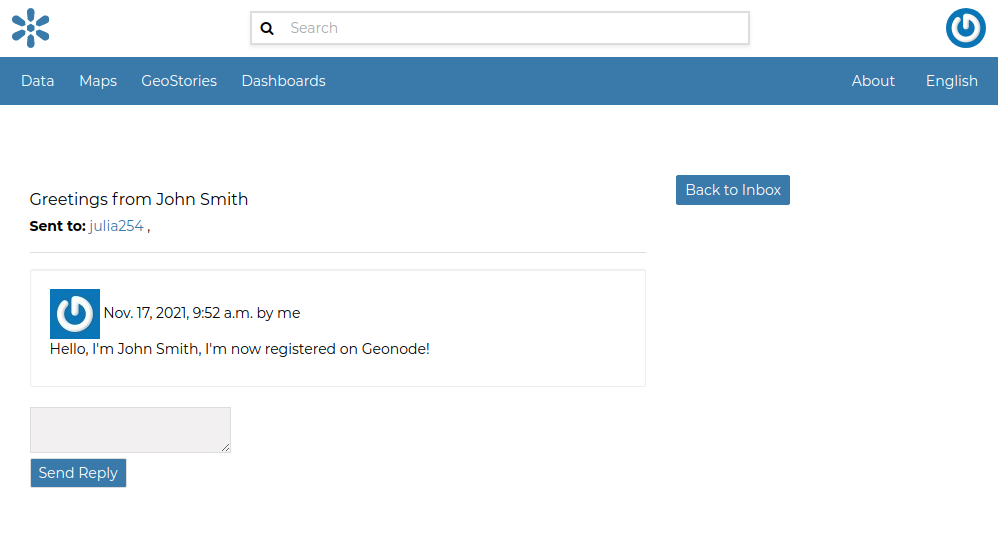 Search
Data Maps GeoStories Dashboards About English
Greetings from John Smith
Back to Inbox
Sent to: julia254 ,
Nov. 17, 2021, 9:52 a.m. by me
Hello, I'm John Smith, I'm now registered on Geonode!
Send Reply